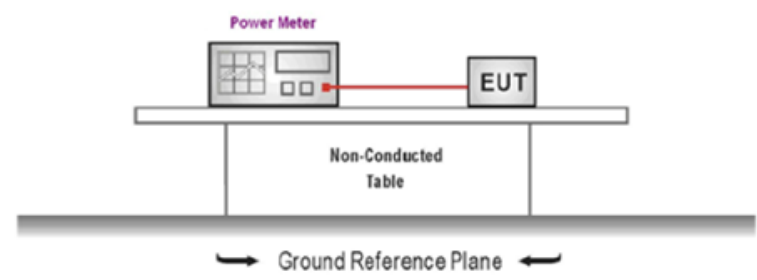 Power Meter
EUT
Non-Conducted
Table
Ground Reference Plane